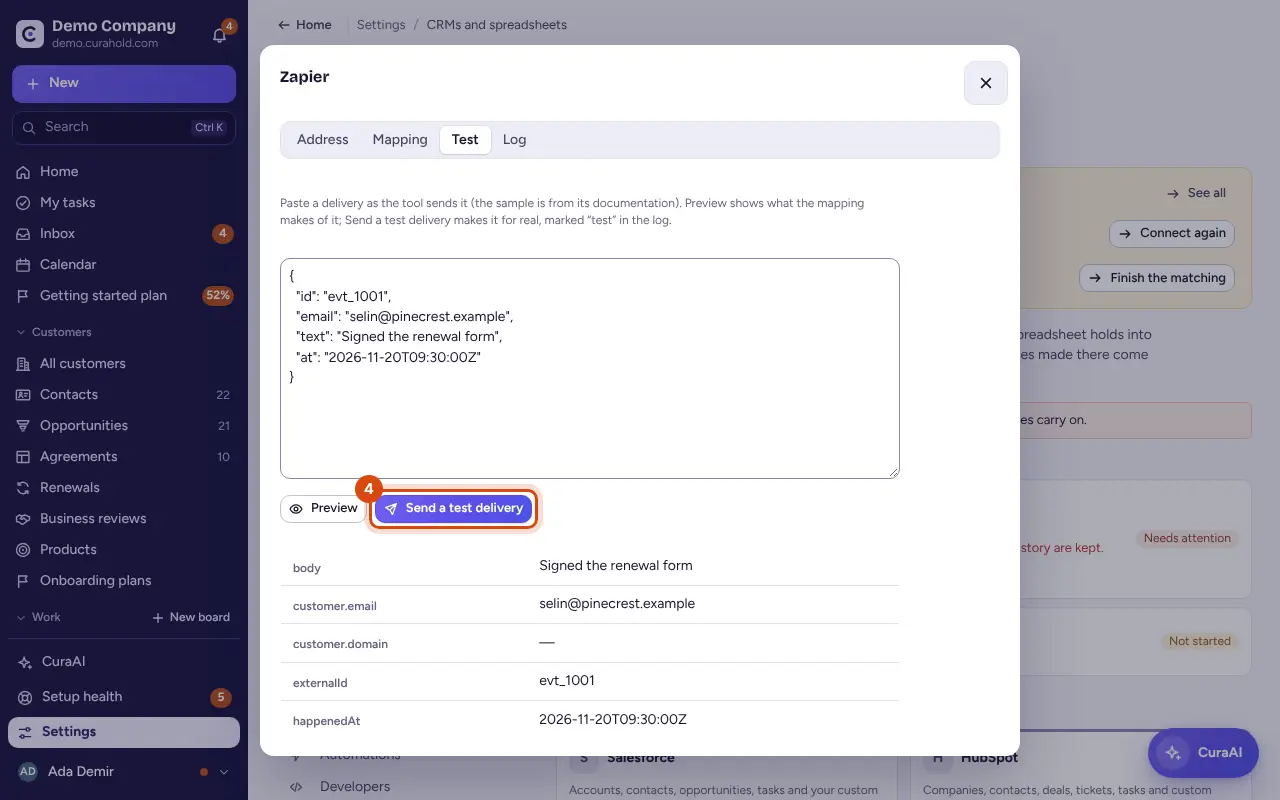 Demo Company
demo.curahold.com
4
New
Search
Ctrl K
Home
My tasks
Inbox
4
Calendar
Getting started plan
52%
Customers
All customers
Contacts
22
Opportunities
21
Agreements
10
Renewals
Business reviews
Products
Onboarding plans
Work
New board
CuraAI
Setup health
5
Settings
AD
Ada Demir
Home
Settings / CRMs and spreadsheets
Zapier
Address
Mapping
Test
Log
Paste a delivery as the tool sends it (the sample is from its documentation). Preview shows what the mapping
makes of it; Send a test delivery makes it for real, marked “test” in the log.
{
"id": "evt_1001",
"email": "selin@pinecrest.example",
"text": "Signed the renewal form",
"at": "2026-11-20T09:30:00Z"
}
4
Preview
Send a test delivery
body
Signed the renewal form
customer.email
selin@pinecrest.example
customer.domain
—
externalId
evt_1001
happenedAt
2026-11-20T09:30:00Z
See all
Connect again
Finish the matching
preadsheet holds into
es made there come
es carry on.
story are kept.
Needs attention
Not started
Automations
Developers
S
Salesforce
Accounts, contacts, opportunities, tasks and your custom
H
HubSpot
Companies, contacts, deals, tickets, tasks and custom
CuraAI